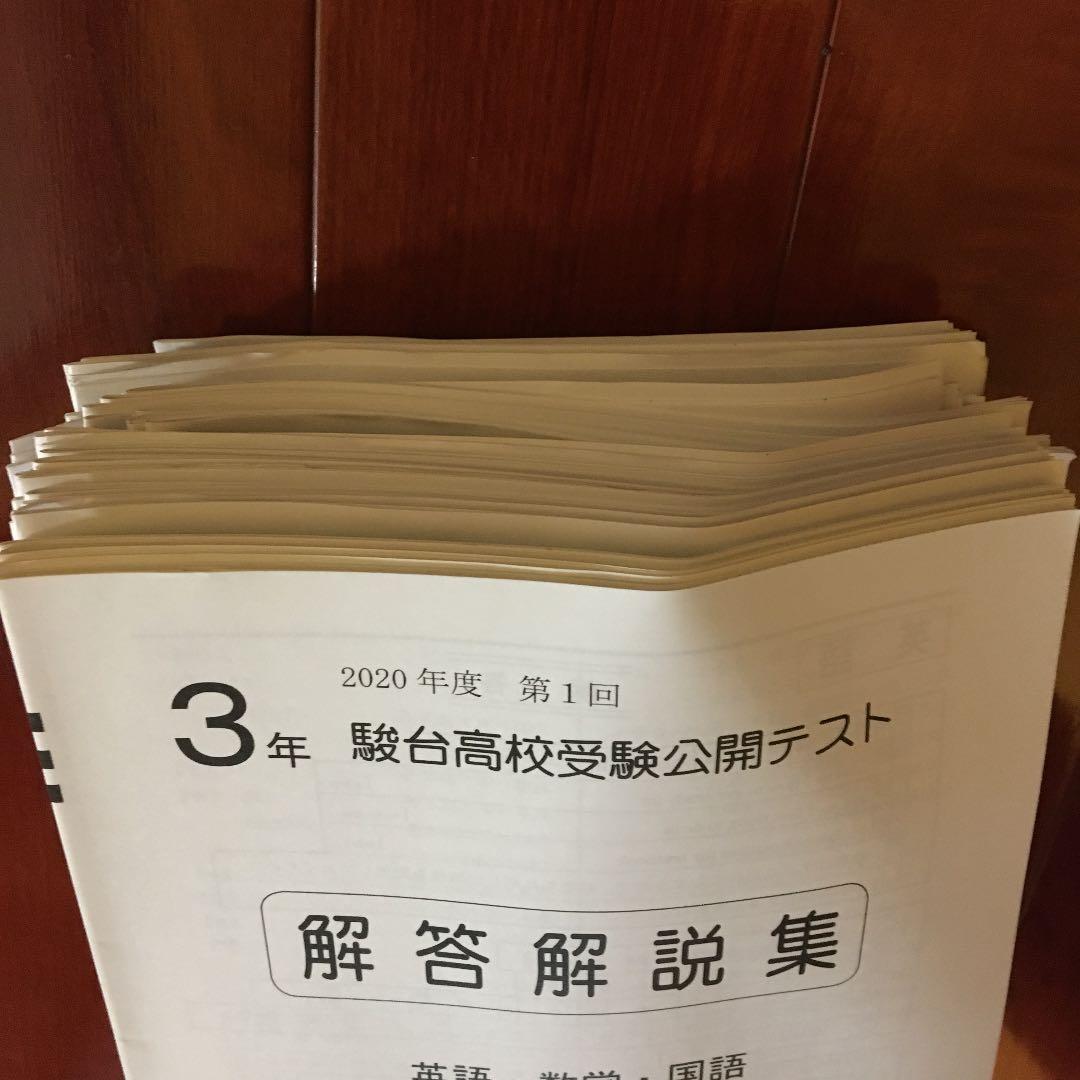 2020 年度 第1回
3年 駿台高校受験公開テスト
解答解説集
英語・数学・国語